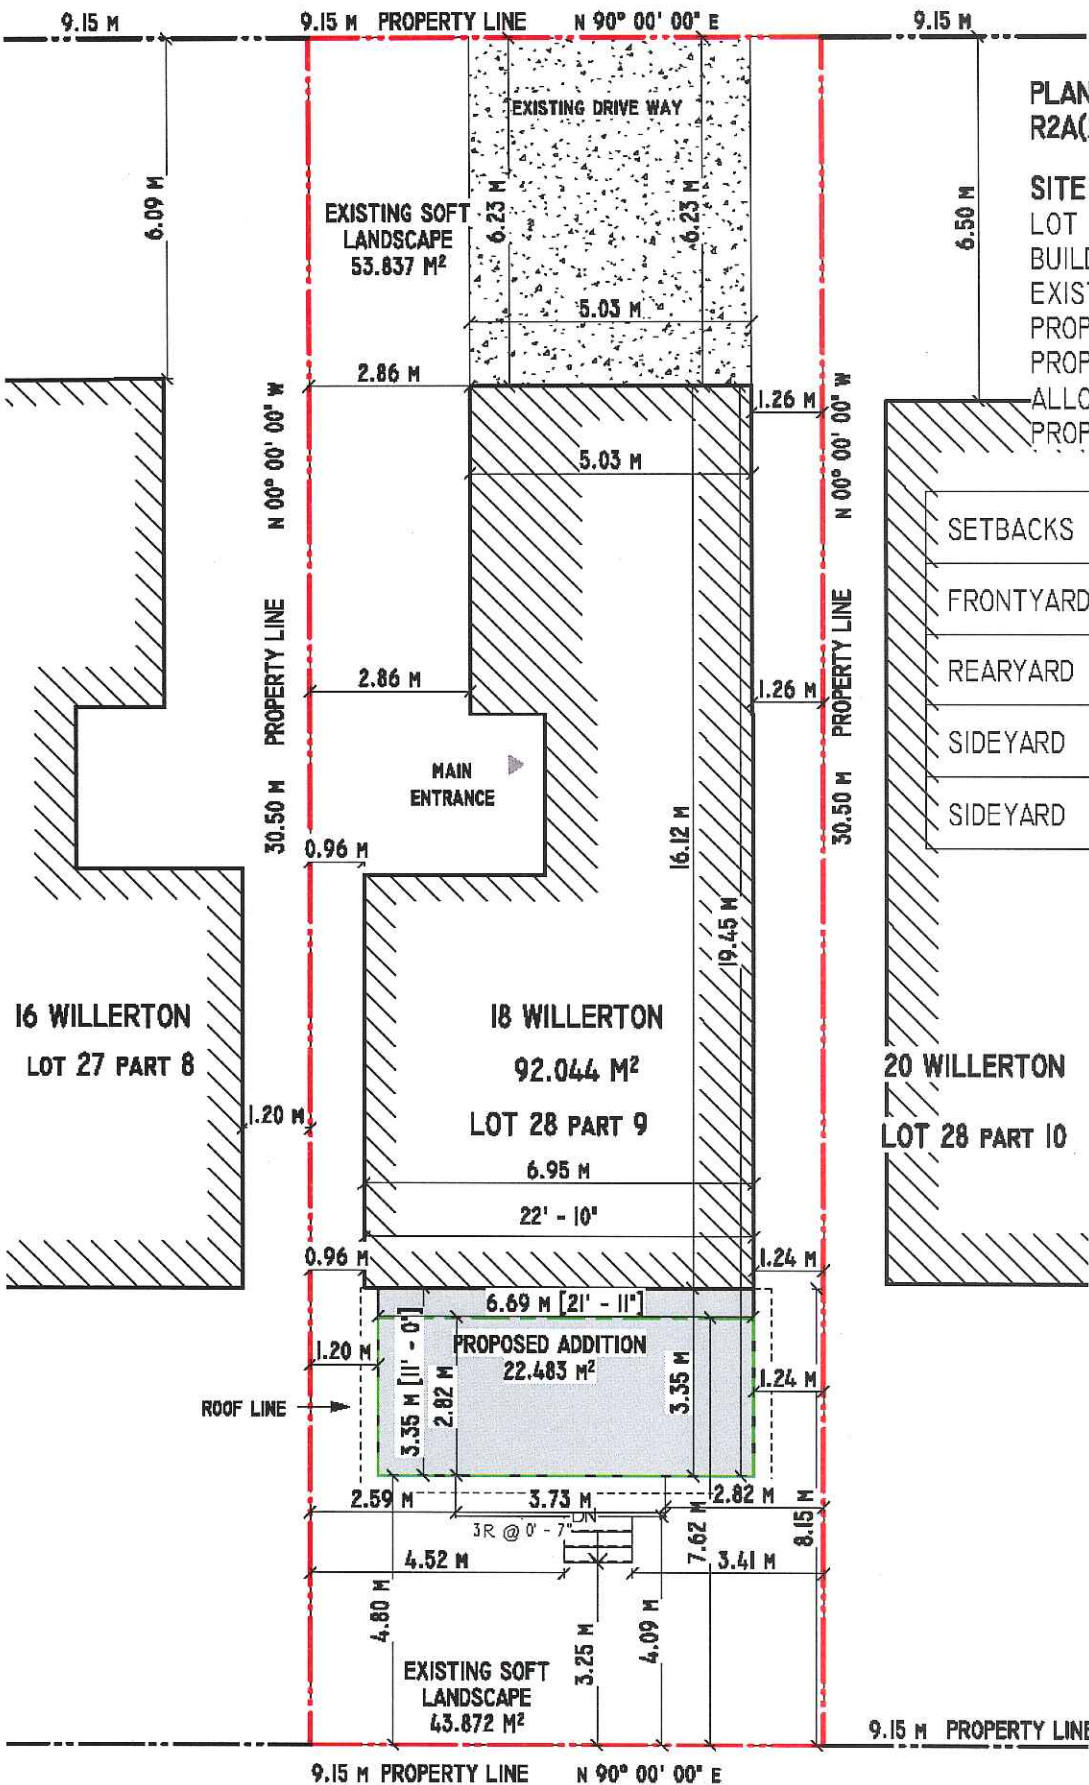 9.15 M
9.15 M PROPERTY LINE N 90° 00' 00" E
9.15 M
EXISTING DRIVE WAY
PLAN
R2A(
6.09 M
EXISTING SOFT
LANDSCAPE
53.837 M²
6.23 M
6.23 M
6.50 M
SITE
LOT
BUILD
EXIST
PROP
PROP
ALLO
PROP
5.03 M
2.86 M
1.26 M
5.03 M
N 00° 00' 00" W
PROPERTY LINE
30.50 M
N 00° 00' 00" W
PROPERTY LINE
30.50 M
SETBACKS
FRONTYARD
REARYARD
SIDEYARD
SIDEYARD
2.86 M
1.26 M
MAIN
ENTRANCE
0.96 M
16.12 M
19.45 M
16 WILLERTON
LOT 27 PART 8
18 WILLERTON
92.044 M²
LOT 28 PART 9
20 WILLERTON
LOT 28 PART 10
1.20 M
6.95 M
22' - 10"
0.96 M
1.24 M
6.69 M [21' - 11"]
PROPOSED ADDITION
22.483 M²
1.20 M
3.35 M [11' - 0"]
2.82 M
3.35 M
1.24 M
ROOF LINE
2.59 M
3.73 M
2.82 M
DN
3R @ 0' - 7"
7.62 M
8.15 M
4.52 M
3.41 M
4.80 M
3.25 M
4.09 M
EXISTING SOFT
LANDSCAPE
43.872 M²
9.15 M PROPERTY LINE
9.15 M PROPERTY LINE N 90° 00' 00" E